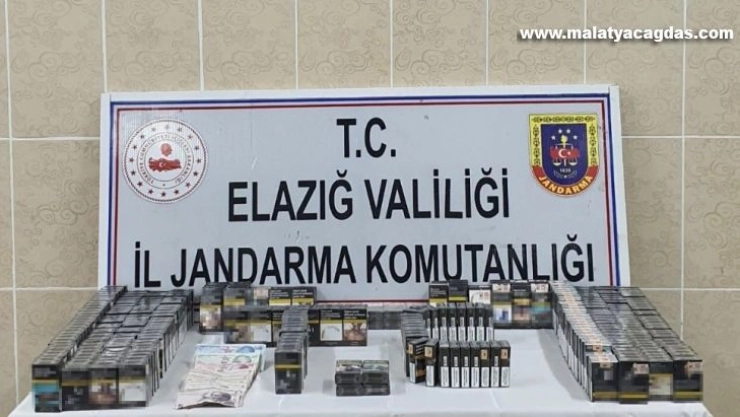 www.malatyacagdas.com
T.C.
ELAZIĞ VALİLİĞİ
İL JANDARMA KOMUTANLIĞI
JANDARMA